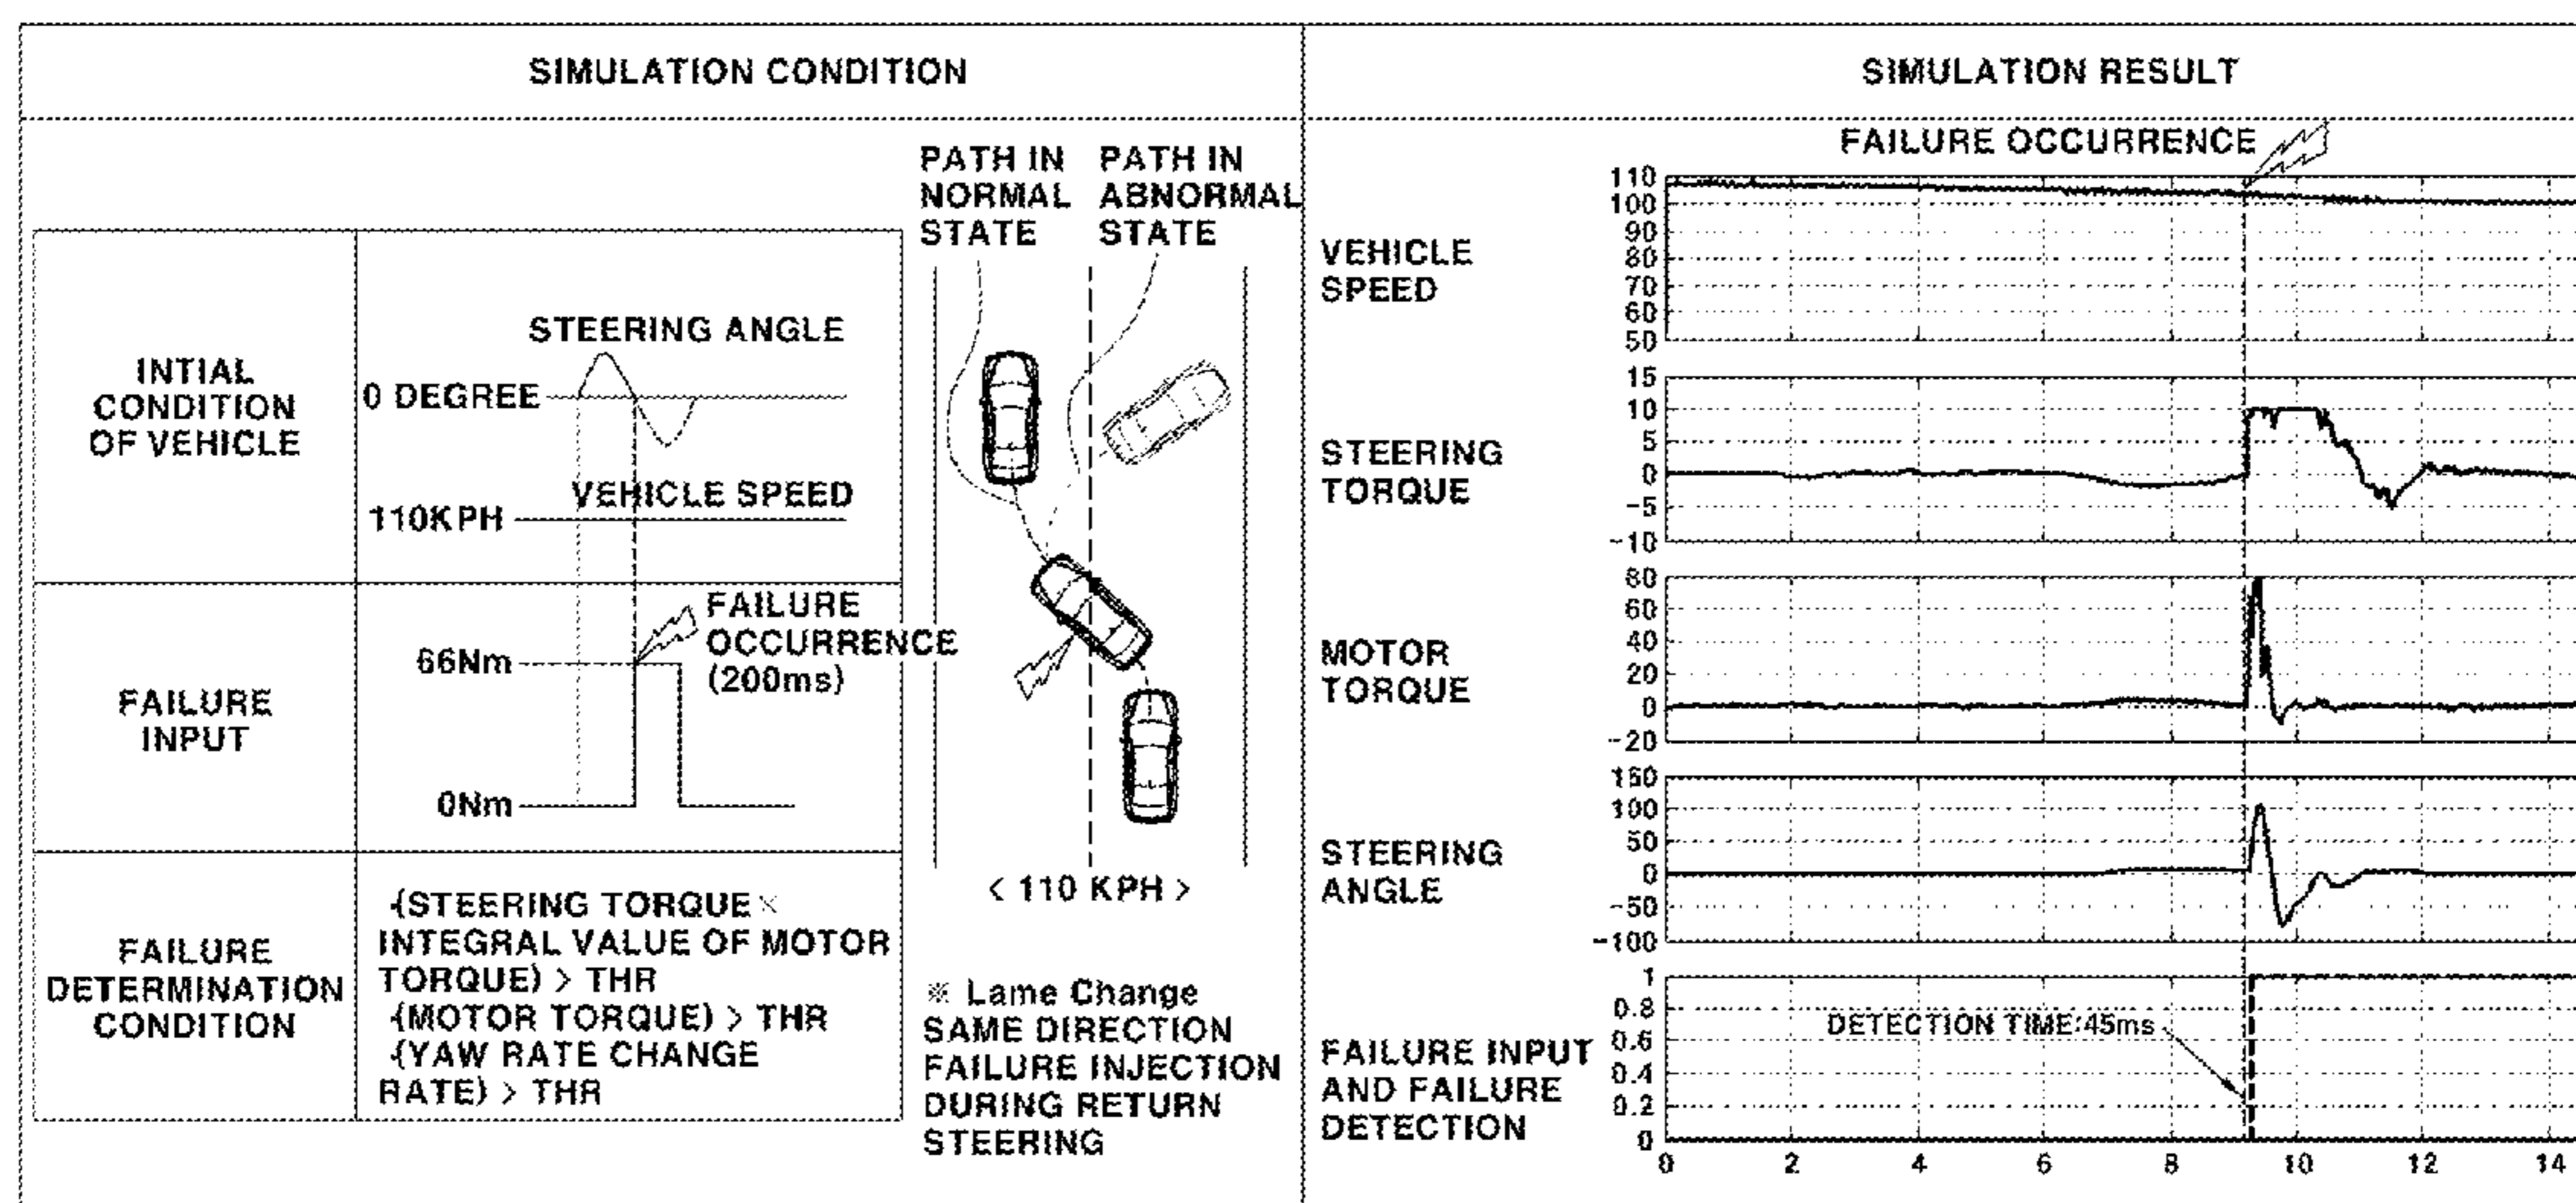 SIMULATION CONDITION
SIMULATION RESULT
INTIAL
CONDITION
OF VEHICLE
STEERING ANGLE
0 DEGREE
VEHICLE SPEED
110KPH
FAILURE
INPUT
FAILURE
OCCURRENCE
(200ms)
66Nm
0Nm
FAILURE
DETERMINATION
CONDITION
-(STEERING TORQUE ×
INTEGRAL VALUE OF MOTOR
TORQUE) > THR
-(MOTOR TORQUE) > THR
-(YAW RATE CHANGE
RATE) > THR
PATH IN
NORMAL
STATE
PATH IN
ABNORMAL
STATE
< 110 KPH >
※ Lame Change
SAME DIRECTION
FAILURE INJECTION
DURING RETURN
STEERING
FAILURE OCCURRENCE
VEHICLE
SPEED
110
100
90
80
70
60
50
STEERING
TORQUE
15
10
5
0
-5
-10
MOTOR
TORQUE
80
60
40
20
0
-20
STEERING
ANGLE
150
100
50
0
-50
-100
FAILURE INPUT
AND FAILURE
DETECTION
1
0.8
0.6
0.4
0.2
0
DETECTION TIME:45ms
0 2 4 6 8 10 12 14